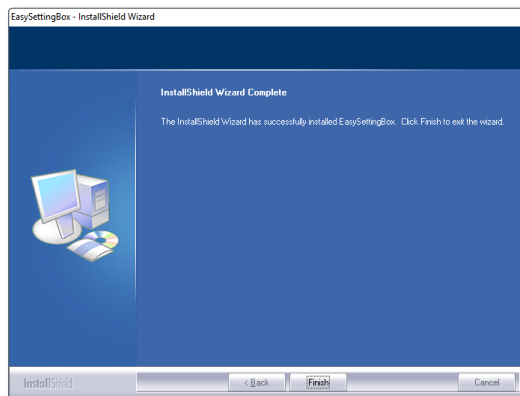 EasySettingBox - InstallShield Wizard
InstallShield Wizard Complete
The InstallShield Wizard has successfully installed EasySettingBox. Click Finish to exit the wizard.
InstallShield
< Back
Finish
Cancel